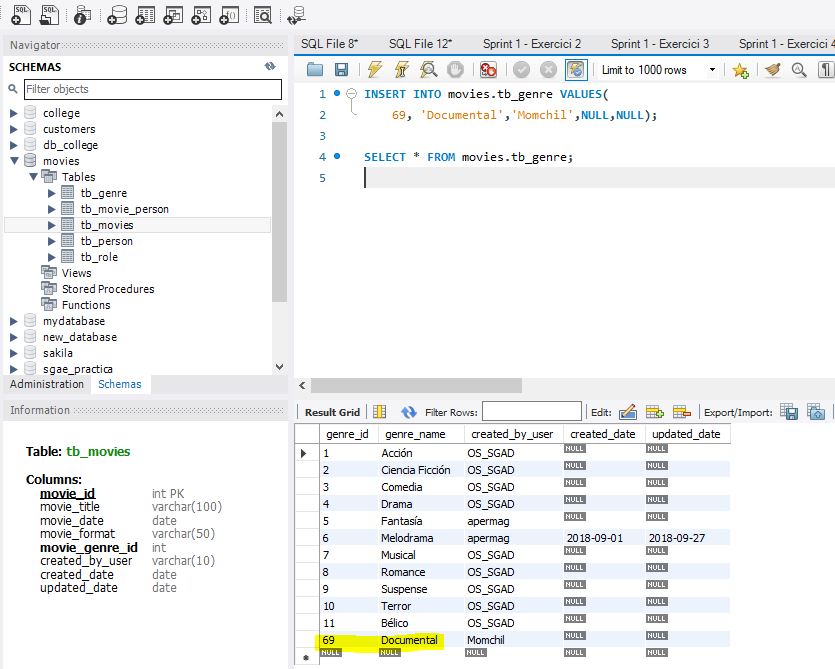 Navigator
SCHEMAS
Filter objects
college
customers
db_college
movies
Tables
tb_genre
tb_movie_person
tb_movies
tb_person
tb_role
Views
Stored Procedures
Functions
mydatabase
new_database
sakila
sgae_practica
Administration Schemas
Information
Table: tb_movies
Columns:
movie_id int PK
movie_title varchar(100)
movie_date date
movie_format varchar(50)
movie_genre_id int
created_by_user varchar(10)
created_date date
updated_date date
SQL File 8* SQL File 12* Sprint 1 - Exercici 2 Sprint 1 - Exercici 3 Sprint 1 - Exercici 4
Limit to 1000 rows
1 INSERT INTO movies.tb_genre VALUES(
2 69, 'Documental','Momchil',NULL,NULL);
3
4 SELECT * FROM movies.tb_genre;
5
Result Grid Filter Rows: Edit: Export/Import:
genre_id genre_name created_by_user created_date updated_date
1 Acción OS_SGAD NULL NULL
2 Ciencia Ficción OS_SGAD NULL NULL
3 Comedia OS_SGAD NULL NULL
4 Drama OS_SGAD NULL NULL
5 Fantasía apermag NULL NULL
6 Melodrama apermag 2018-09-01 2018-09-27
7 Musical OS_SGAD NULL NULL
8 Romance OS_SGAD NULL NULL
9 Suspense OS_SGAD NULL NULL
10 Terror OS_SGAD NULL NULL
11 Bélico OS_SGAD NULL NULL
69 Documental Momchil NULL NULL
NULL NULL NULL NULL NULL